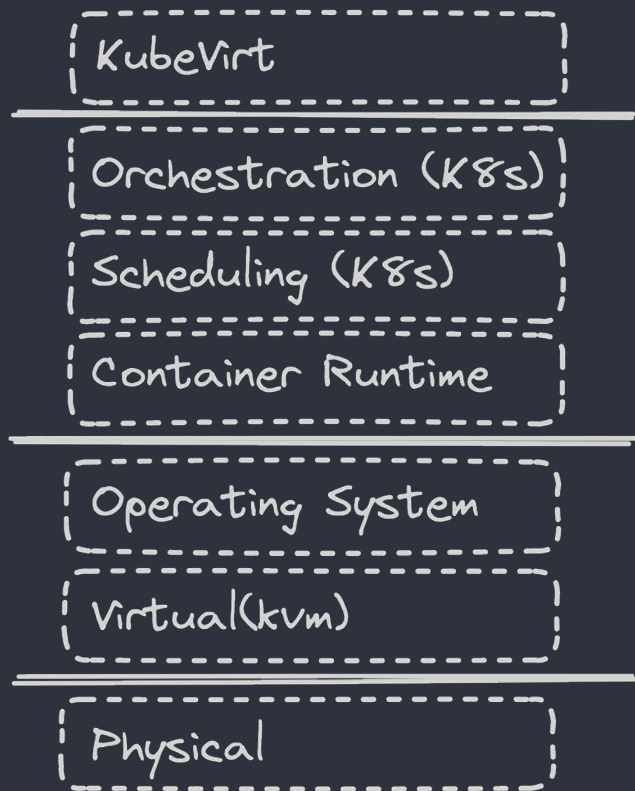 KubeVirt
Orchestration (K8s)
Scheduling (K8s)
Container Runtime
Operating System
Virtual(kvm)
Physical